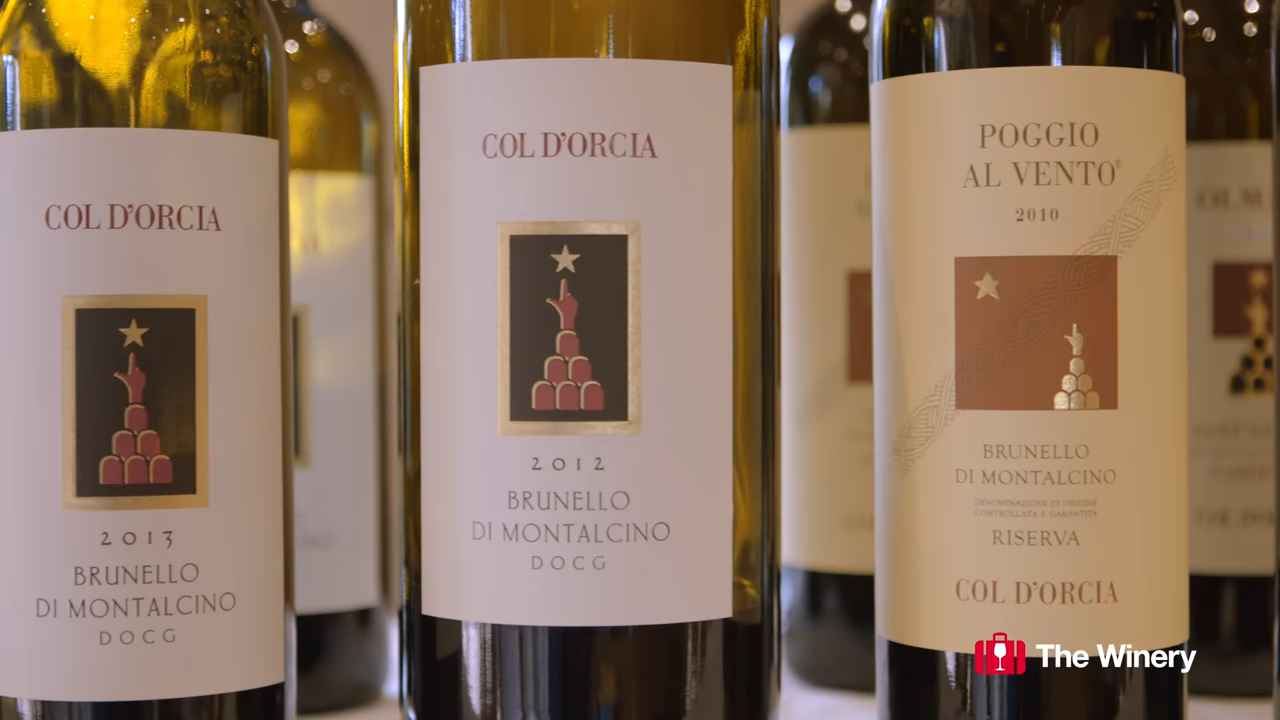 COL D'ORCIA
2013
BRUNELLO
DI MONTALCINO
DOCG
COL D'ORCIA
2012
BRUNELLO
DI MONTALCINO
DOCG
POGGIO
AL VENTO®
2010
BRUNELLO
DI MONTALCINO
DENOMINAZIONE DI ORIGINE
CONTROLLATA E GARANTITA
RISERVA
COL D'ORCIA
The Winery